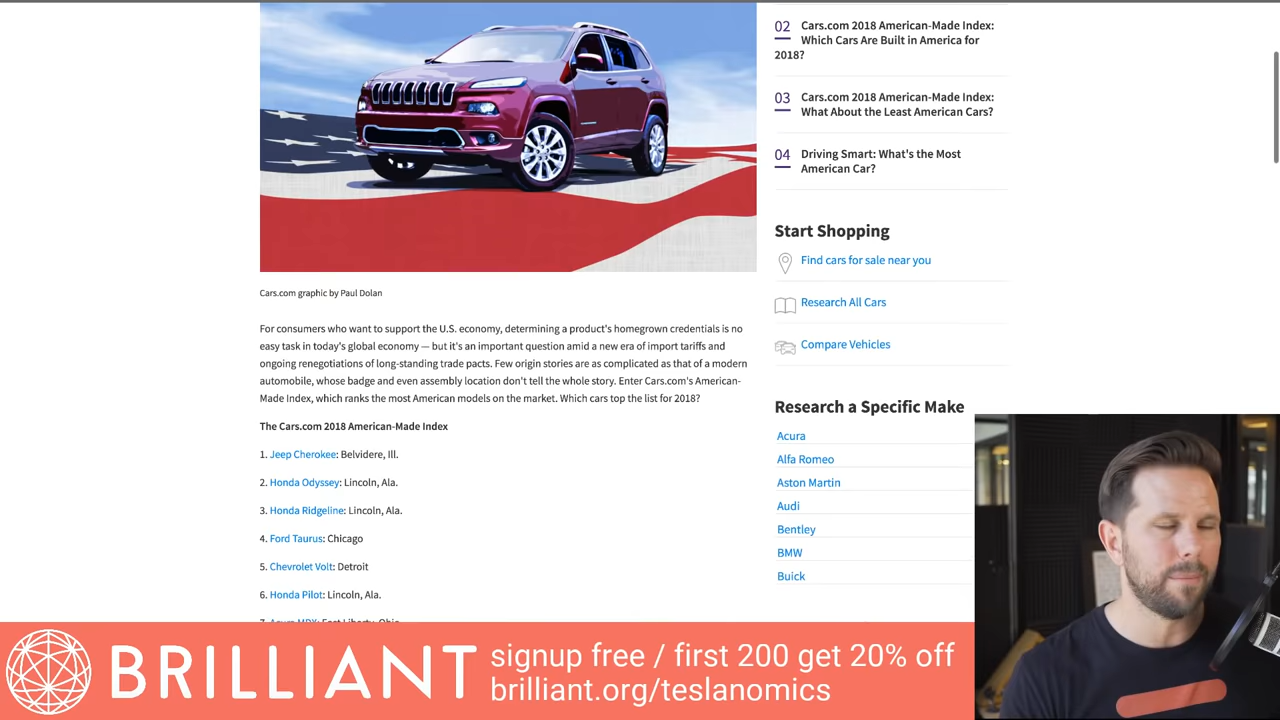 Cars.com graphic by Paul Dolan
For consumers who want to support the U.S. economy, determining a product's homegrown credentials is no
easy task in today's global economy — but it's an important question amid a new era of import tariffs and
ongoing renegotiations of long-standing trade pacts. Few origin stories are as complicated as that of a modern
automobile, whose badge and even assembly location don't tell the whole story. Enter Cars.com's American-
Made Index, which ranks the most American models on the market. Which cars top the list for 2018?
The Cars.com 2018 American-Made Index
1. Jeep Cherokee: Belvidere, Ill.
2. Honda Odyssey: Lincoln, Ala.
3. Honda Ridgeline: Lincoln, Ala.
4. Ford Taurus: Chicago
5. Chevrolet Volt: Detroit
6. Honda Pilot: Lincoln, Ala.
7. Acura MDX: East Liberty, Ohio
02 Cars.com 2018 American-Made Index:
Which Cars Are Built in America for
2018?
03 Cars.com 2018 American-Made Index:
What About the Least American Cars?
04 Driving Smart: What's the Most
American Car?
Start Shopping
Find cars for sale near you
Research All Cars
Compare Vehicles
Research a Specific Make
Acura
Alfa Romeo
Aston Martin
Audi
Bentley
BMW
Buick
BRILLIANT
signup free / first 200 get 20% off
brilliant.org/teslanomics